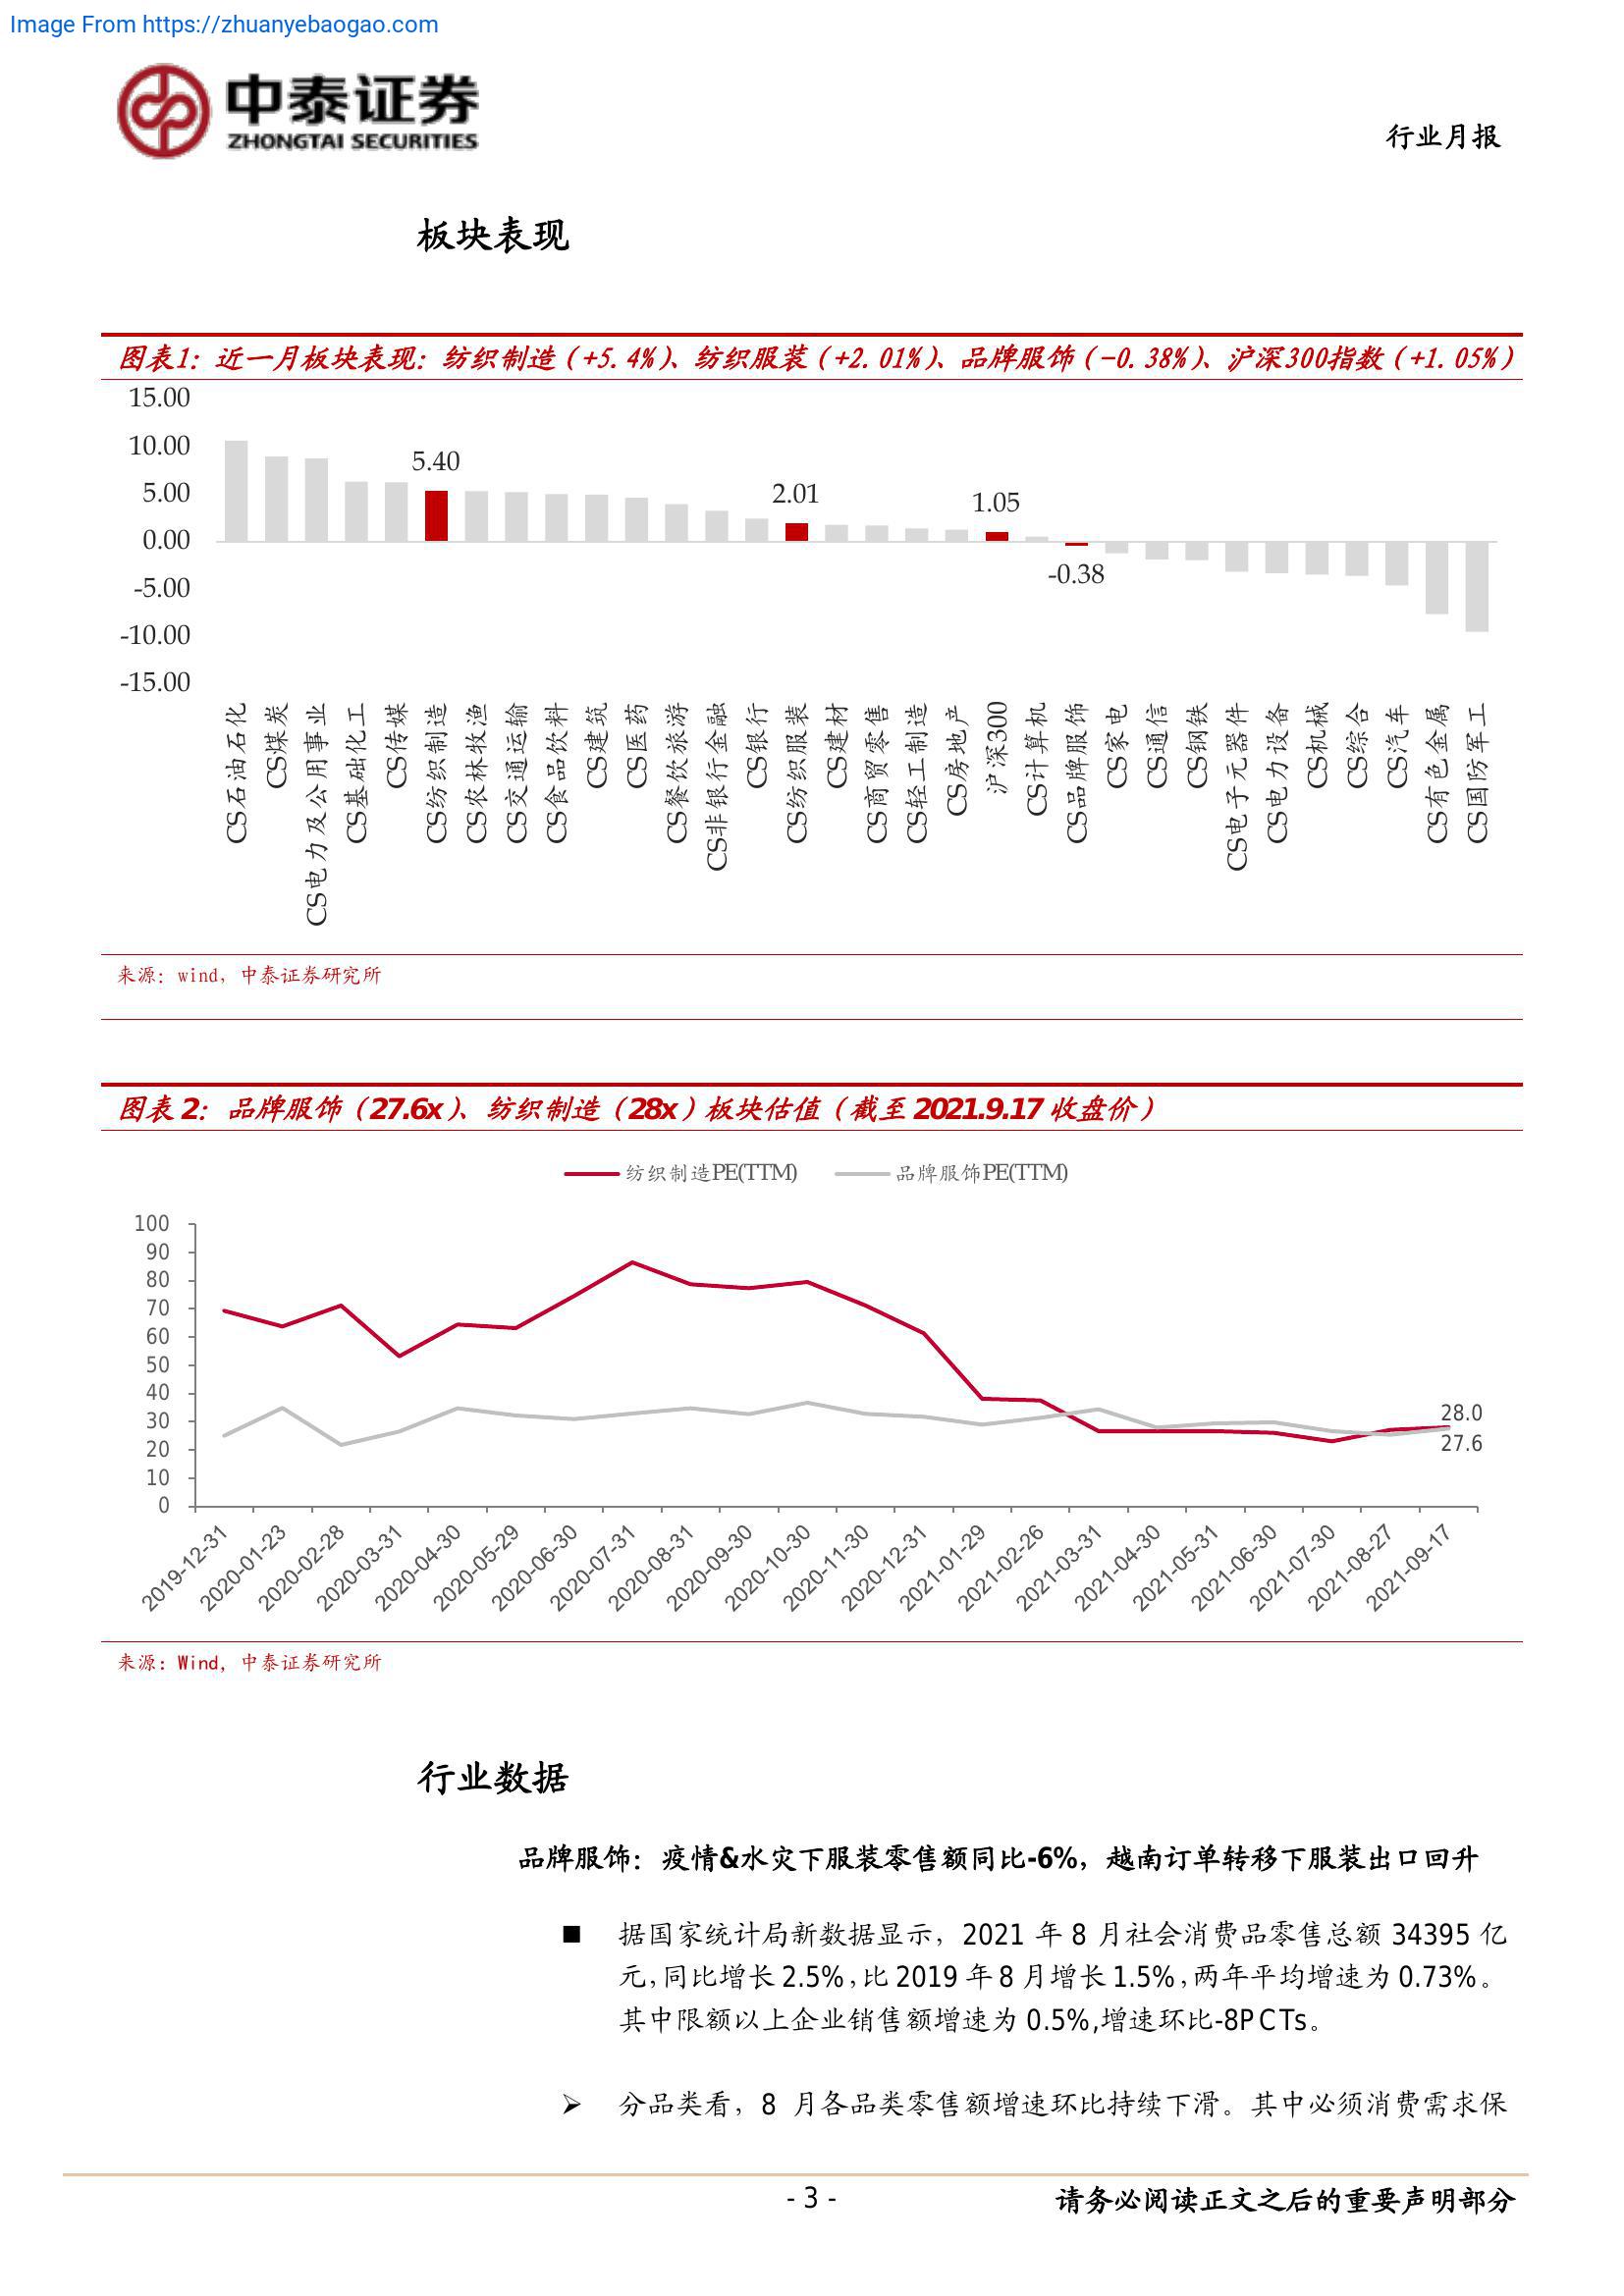 Image From https://zhuanyebaogao.com
中泰证券
ZHONGTAI SECURITIES
行业月报
板块表现
图表1：近一月板块表现：纺织制造（+5.4%）、纺织服装（+2.01%）、品牌服饰（-0.38%）、沪深300指数（+1.05%）
15.00
10.00
5.00
0.00
-5.00
-10.00
-15.00
5.40
2.01
1.05
-0.38
CS石油石化
CS煤炭
CS电力及公用事业
CS基础化工
CS传媒
CS纺织制造
CS农林牧渔
CS交通运输
CS食品饮料
CS建筑
CS医药
CS餐饮旅游
CS非银行金融
CS银行
CS纺织服装
CS建材
CS商贸零售
CS轻工制造
CS房地产
沪深300
CS计算机
CS品牌服饰
CS家电
CS通信
CS钢铁
CS电子元器件
CS电力设备
CS机械
CS综合
CS汽车
CS有色金属
CS国防军工
来源：wind，中泰证券研究所
图表 2：品牌服饰（27.6x）、纺织制造（28x）板块估值（截至 2021.9.17 收盘价）
纺织制造PE(TTM)
品牌服饰PE(TTM)
100
90
80
70
60
50
40
30
20
10
0
28.0
27.6
2019-12-31
2020-01-23
2020-02-28
2020-03-31
2020-04-30
2020-05-29
2020-06-30
2020-07-31
2020-08-31
2020-09-30
2020-10-30
2020-11-30
2020-12-31
2021-01-29
2021-02-26
2021-03-31
2021-04-30
2021-05-31
2021-06-30
2021-07-30
2021-08-27
2021-09-17
来源：Wind，中泰证券研究所
行业数据
品牌服饰：疫情&水灾下服装零售额同比-6%，越南订单转移下服装出口回升
■ 据国家统计局新数据显示，2021 年 8 月社会消费品零售总额 34395 亿
元，同比增长 2.5%，比 2019 年 8 月增长 1.5%，两年平均增速为 0.73%。
其中限额以上企业销售额增速为 0.5%,增速环比-8PCTs。
➢ 分品类看，8 月各品类零售额增速环比持续下滑。其中必须消费需求保
- 3 -
请务必阅读正文之后的重要声明部分